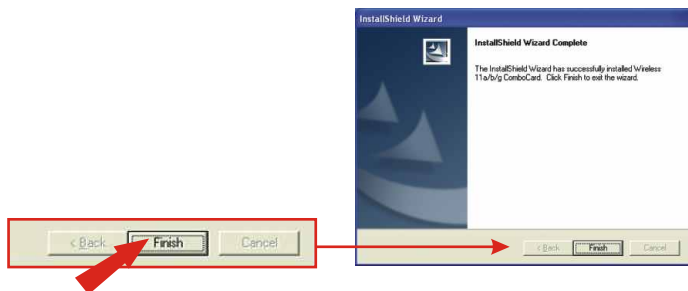 InstallShield Wizard
InstallShield Wizard Complete
The InstallShield Wizard has successfully installed Wireless
11a/b/g ComboCard. Click Finish to exit the wizard.
< Back Finish Cancel
< Back Finish Cancel